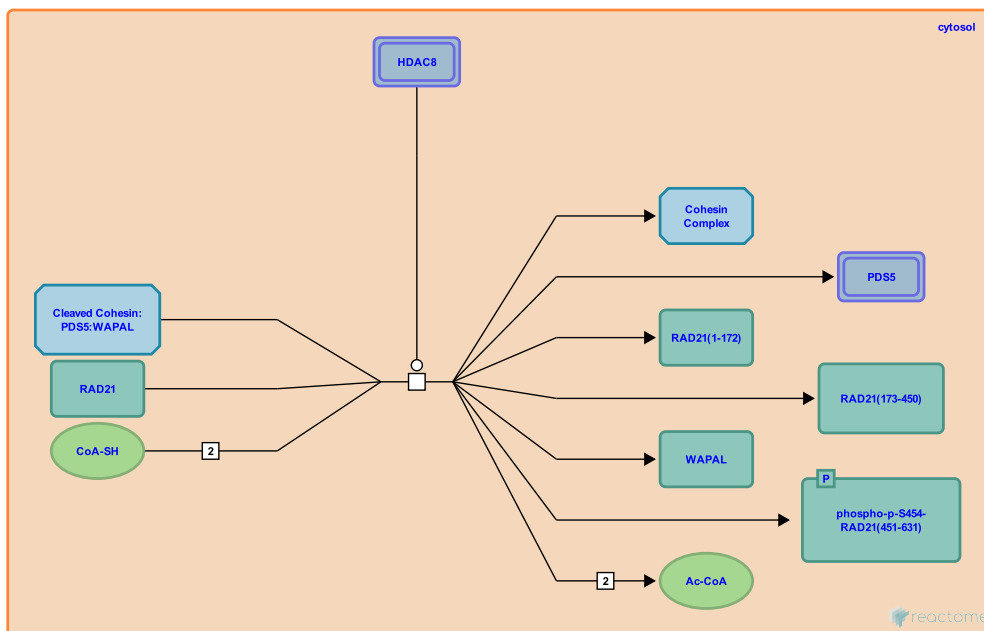 cytosol
HDAC8
Cohesin
Complex
PDS5
Cleaved Cohesin:
PDS5:WAPAL
RAD21(1-172)
RAD21
RAD21(173-450)
CoA-SH
2
WAPAL
P
phospho-p-S454-
RAD21(451-631)
2
Ac-CoA
reactome